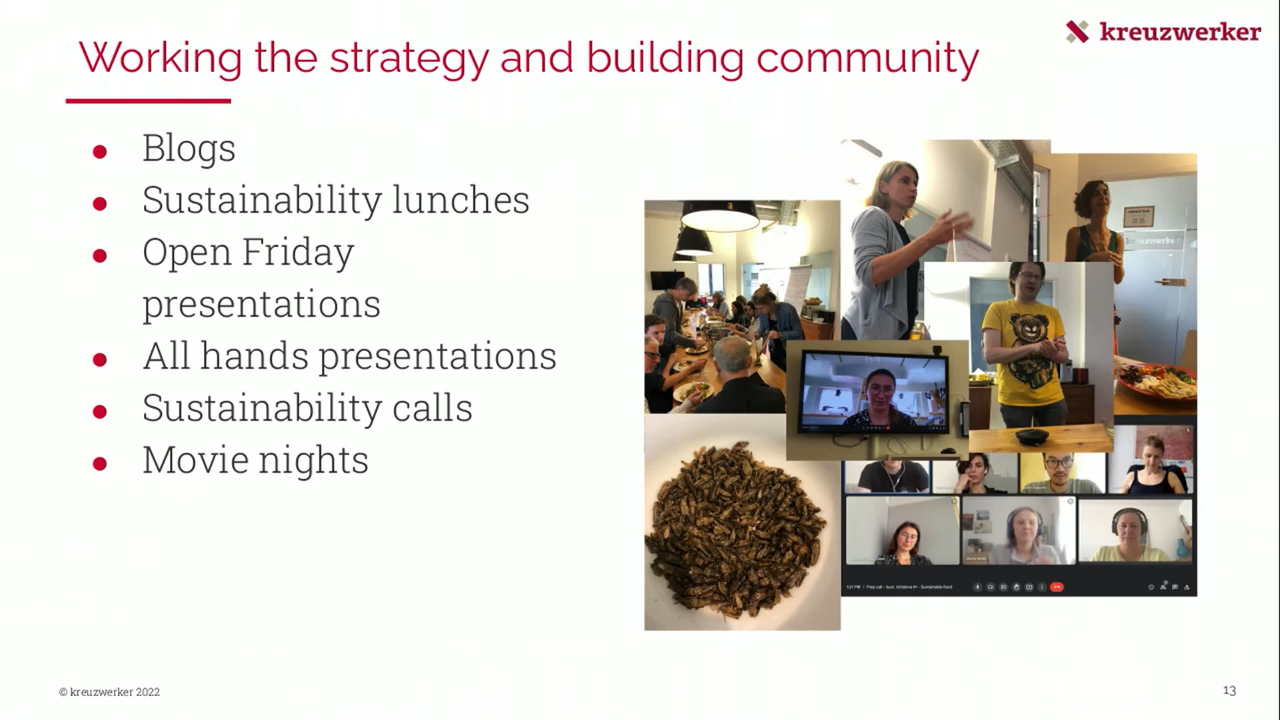 Working the strategy and building community
kreuzwerker
● Blogs
● Sustainability lunches
● Open Friday
presentations
● All hands presentations
● Sustainability calls
● Movie nights
kreuzwerker
© kreuzwerker 2022
13